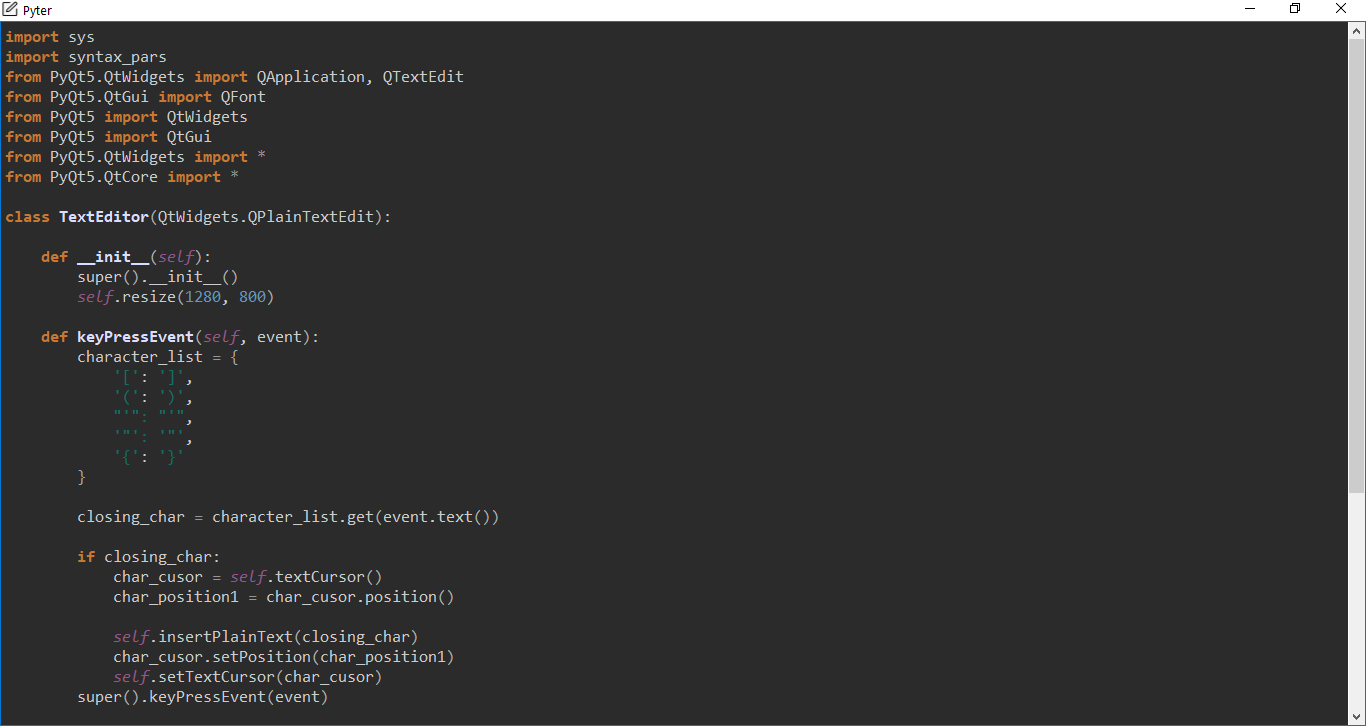 Pyter
import sys
import syntax_pars
from PyQt5.QtWidgets import QApplication, QTextEdit
from PyQt5.QtGui import QFont
from PyQt5 import QtWidgets
from PyQt5 import QtGui
from PyQt5.QtWidgets import *
from PyQt5.QtCore import *

class TextEditor(QtWidgets.QPlainTextEdit):

    def __init__(self):
        super().__init__()
        self.resize(1280, 800)

    def keyPressEvent(self, event):
        character_list = {
            '[': ']',
            '(': ')',
            "'": "'",
            '"': '"',
            '{': '}'
        }

        closing_char = character_list.get(event.text())

        if closing_char:
            char_cusor = self.textCursor()
            char_position1 = char_cusor.position()

            self.insertPlainText(closing_char)
            char_cusor.setPosition(char_position1)
            self.setTextCursor(char_cusor)
        super().keyPressEvent(event)